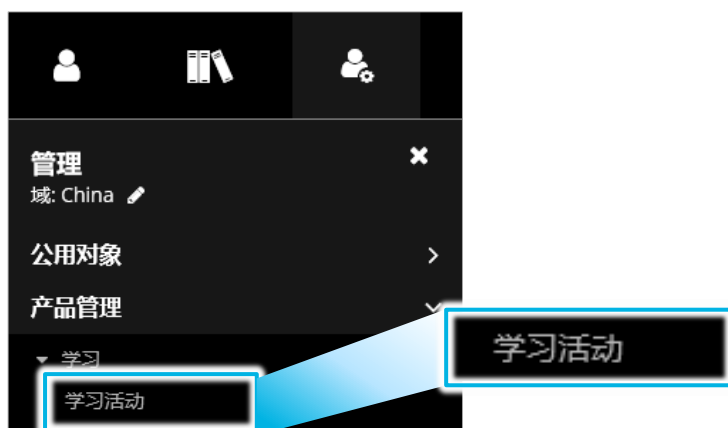 管理
域: China
公用对象
产品管理
学习
学习活动
学习活动